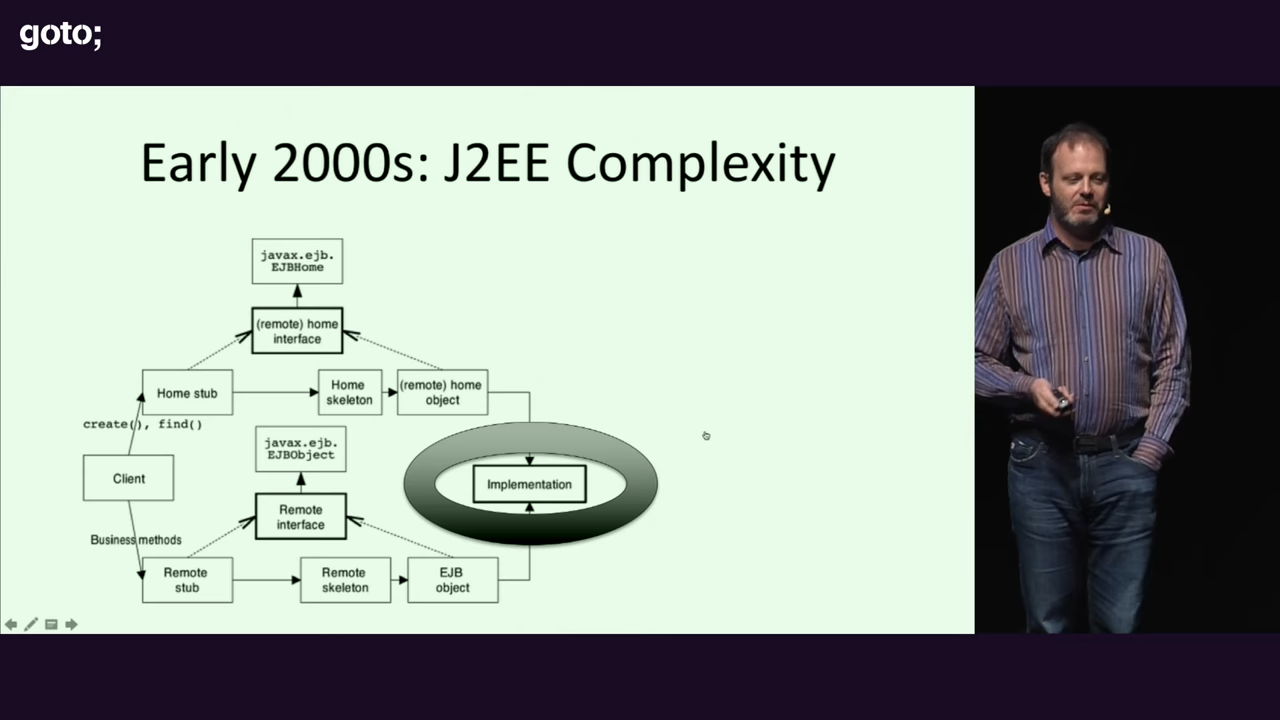 goto;
Early 2000s: J2EE Complexity
javax.ejb.
EJBHome
(remote) home
interface
Home stub
Home
skeleton
(remote) home
object
create(), find()
javax.ejb.
EJBObject
Client
Implementation
Remote
interface
Business methods
Remote
stub
Remote
skeleton
EJB
object